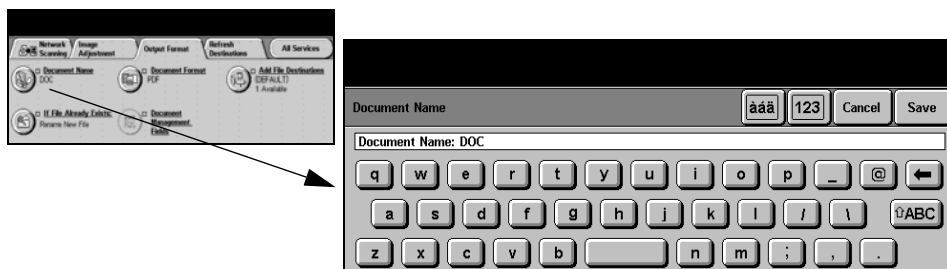 Network Scanning
Image Adjustment
Output Format
Refresh Destinations
All Services
Document Name
DOC
Document Format
PDF
Add File Destinations
(DEFAULT)
1 Available
If File Already Exists:
Rename New File
Document Management Fields
Document Name
àáä
123
Cancel
Save
Document Name: DOC
q w e r t y u i o p _ @ ←
a s d f g h j k l / \ ⇧ABC
z x c v b n m ; , .